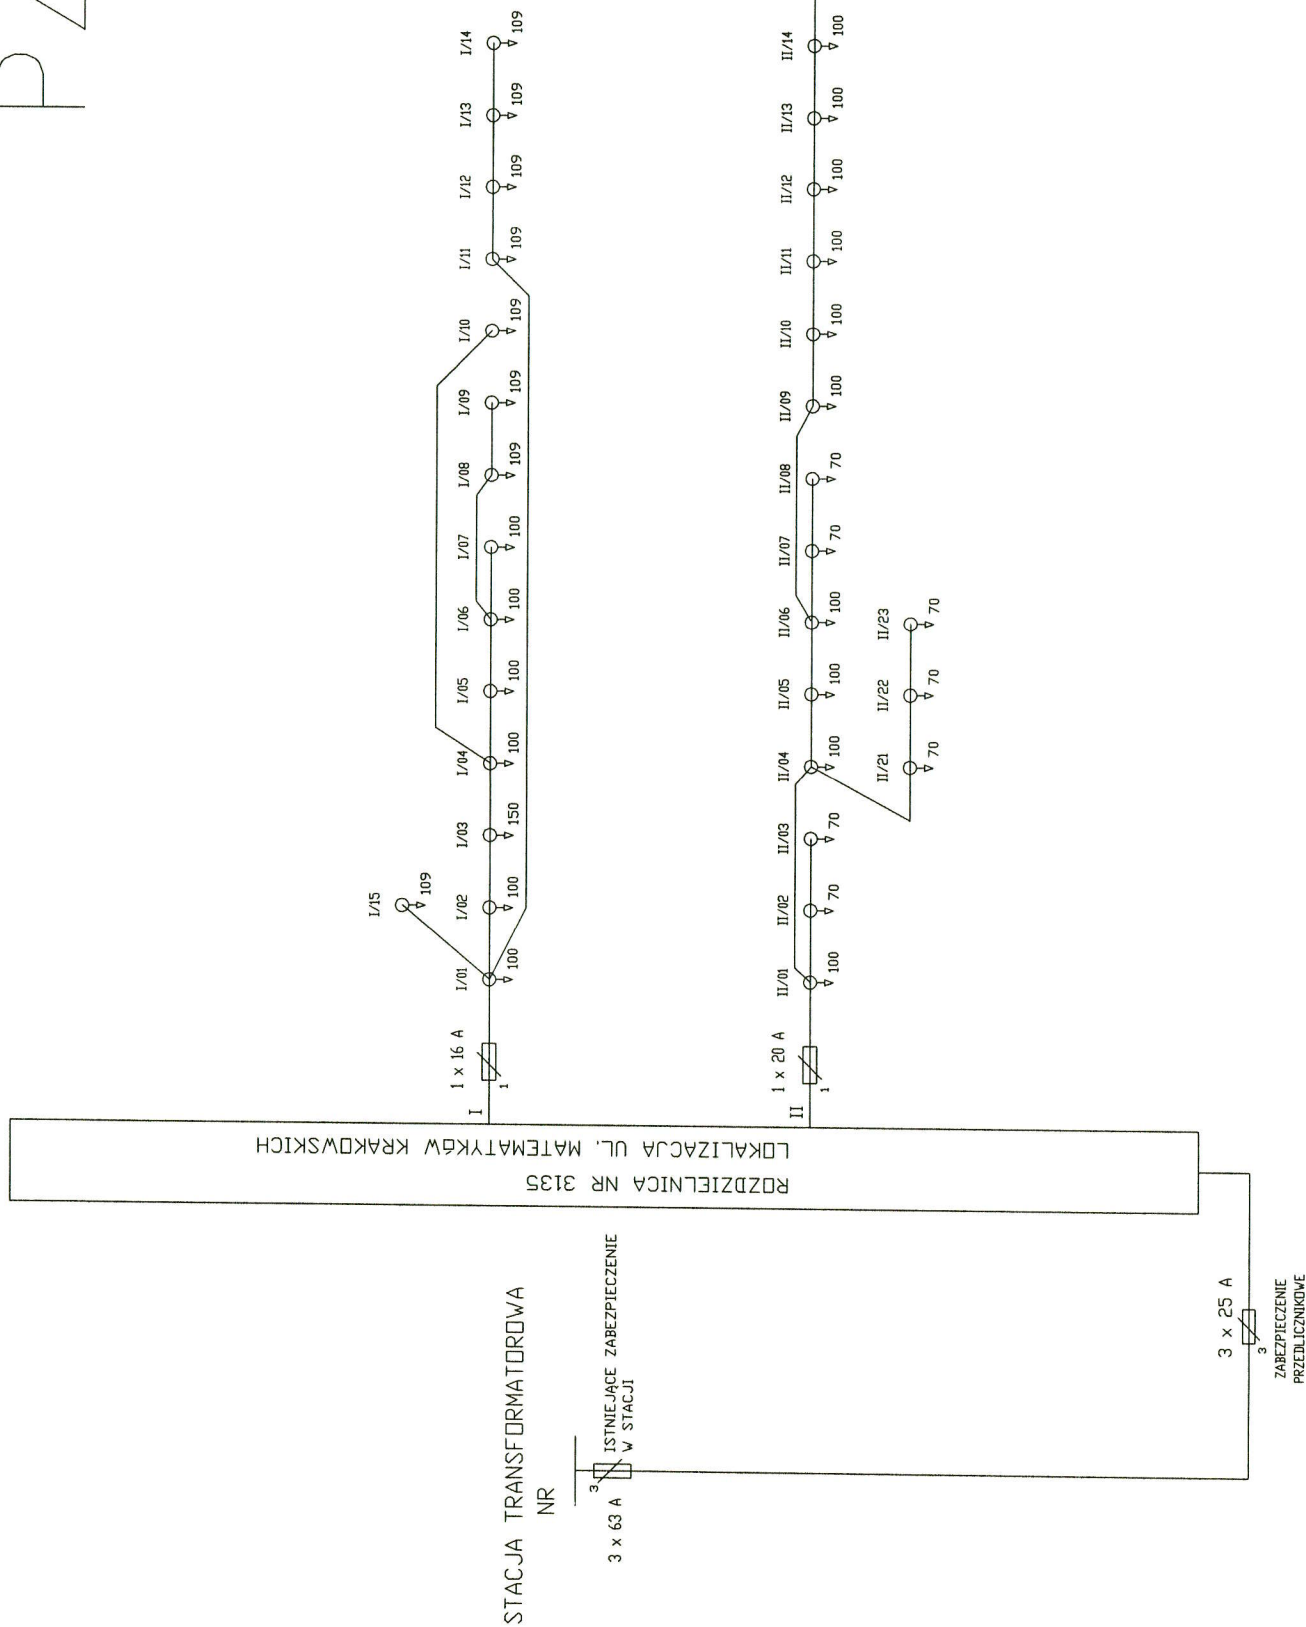 P
STACJA TRANSFORMATOROWA
NR
3 x 63 A
3
ISTNIEJĄCE ZABEZPIECZENIE
W STACJI
3 x 25 A
3
ZABEZPIECZENIE
PRZEDLICZNIKOWE
ROZDZIELNICA NR 3135
LOKALIZACJA UL. MATEMATYKÓW KRAKOWSKICH
I
1 x 16 A
1
I/15
109
I/01
100
I/02
100
I/03
150
I/04
100
I/05
100
I/06
100
I/07
100
I/08
109
I/09
109
I/10
109
I/11
109
I/12
109
I/13
109
I/14
109
II
1 x 20 A
1
II/01
100
II/02
70
II/03
70
II/04
100
II/05
100
II/06
100
II/07
70
II/08
70
II/09
100
II/10
100
II/11
100
II/12
100
II/13
100
II/14
100
II/21
70
II/22
70
II/23
70